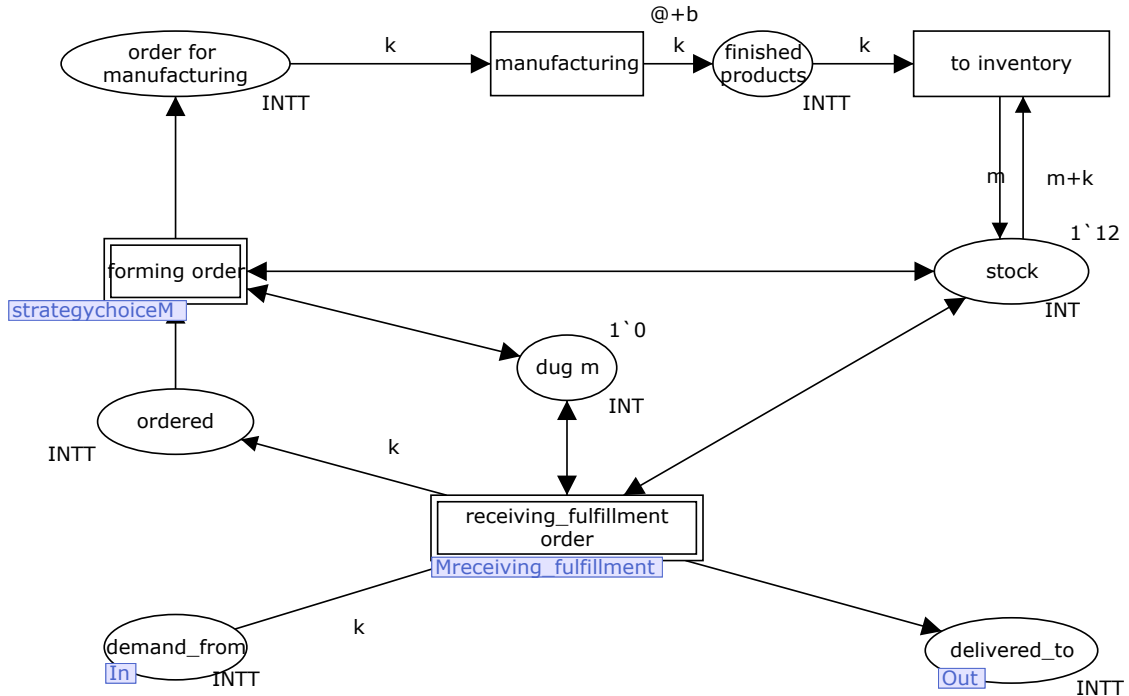 @+b
order for
manufacturing
k
manufacturing
k
finished
products
k
to inventory
INTT
INTT
m
m+k
1`12
forming order
stock
strategychoiceM
INT
1`0
dug m
INT
ordered
INTT
k
receiving_fulfillment
order
Mreceiving_fulfillment
k
demand_from
In
INTT
delivered_to
Out
INTT